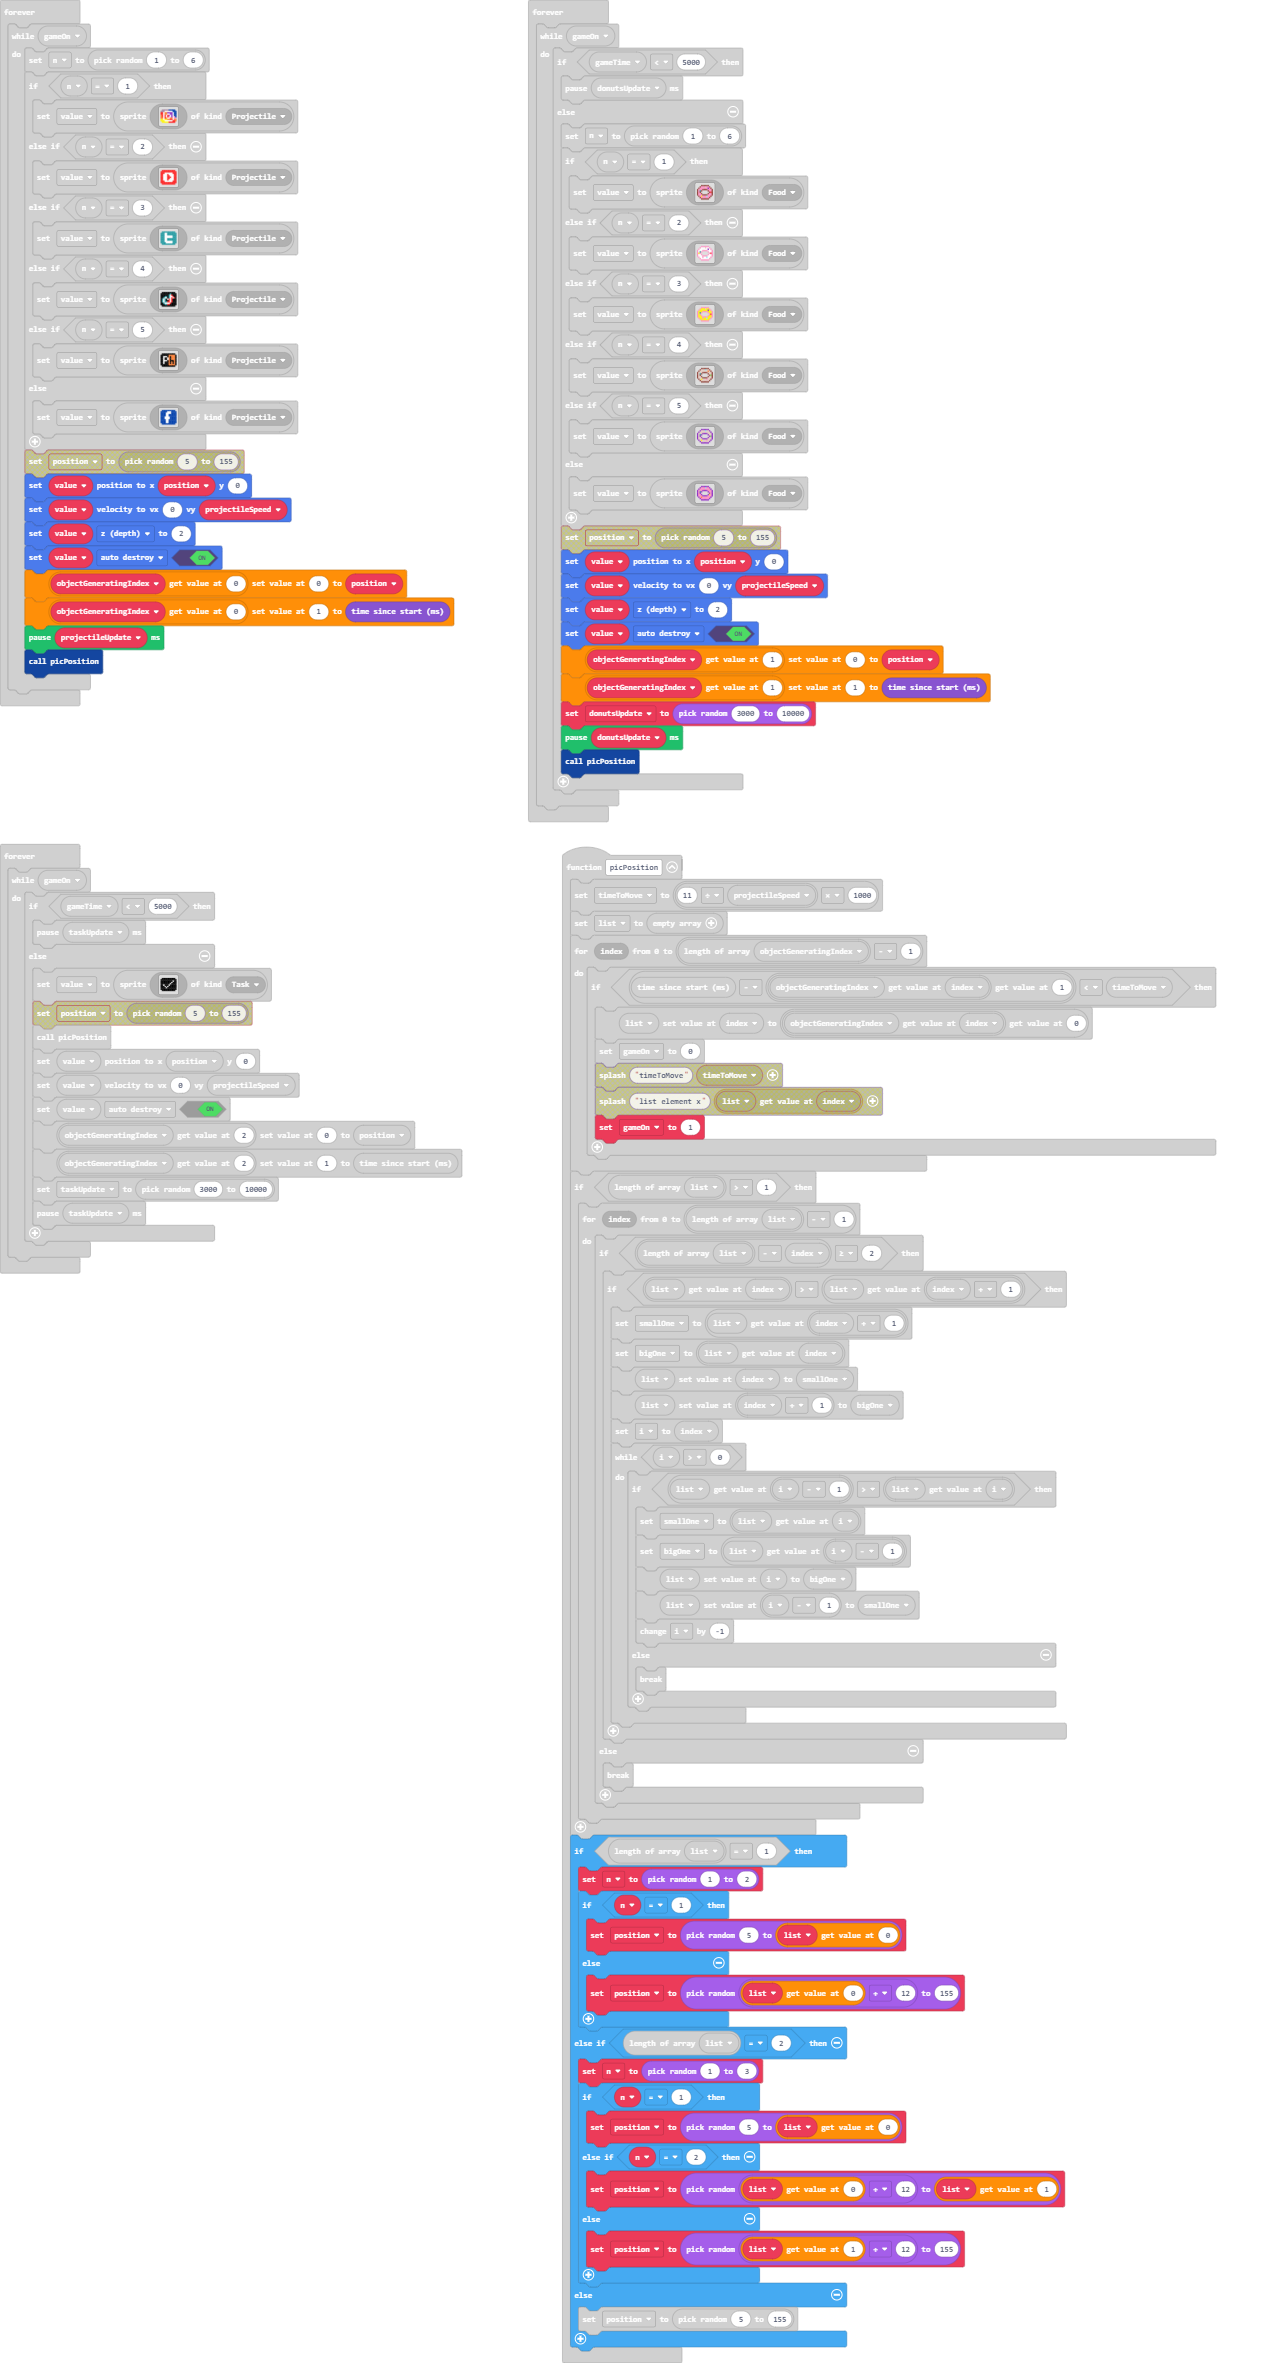 forever
while gameOn
do
set n to pick random 1 to 6
if n = 1 then
set value to sprite of kind Projectile
else if n = 2 then
set value to sprite of kind Projectile
else if n = 3 then
set value to sprite of kind Projectile
else if n = 4 then
set value to sprite of kind Projectile
else if n = 5 then
set value to sprite of kind Projectile
else
set value to sprite of kind Projectile
set position to pick random 5 to 155
set value position to x position y 0
set value velocity to vx 0 vy projectileSpeed
set value z (depth) to 2
set value auto destroy ON
objectGeneratingIndex get value at 0 set value at 0 to position
objectGeneratingIndex get value at 0 set value at 1 to time since start (ms)
pause projectileUpdate ms
call picPosition
forever
while gameOn
do
if gameTime < 5000 then
pause donutsUpdate ms
else
set n to pick random 1 to 6
if n = 1 then
set value to sprite of kind Food
else if n = 2 then
set value to sprite of kind Food
else if n = 3 then
set value to sprite of kind Food
else if n = 4 then
set value to sprite of kind Food
else if n = 5 then
set value to sprite of kind Food
else
set value to sprite of kind Food
set position to pick random 5 to 155
set value position to x position y 0
set value velocity to vx 0 vy projectileSpeed
set value z (depth) to 2
set value auto destroy ON
objectGeneratingIndex get value at 1 set value at 0 to position
objectGeneratingIndex get value at 1 set value at 1 to time since start (ms)
set donutsUpdate to pick random 3000 to 10000
pause donutsUpdate ms
call picPosition
forever
while gameOn
do
if gameTime < 5000 then
pause taskUpdate ms
else
set value to sprite of kind Task
set position to pick random 5 to 155
call picPosition
set value position to x position y 0
set value velocity to vx 0 vy projectileSpeed
set value auto destroy ON
objectGeneratingIndex get value at 2 set value at 0 to position
objectGeneratingIndex get value at 2 set value at 1 to time since start (ms)
set taskUpdate to pick random 3000 to 10000
pause taskUpdate ms
function picPosition
set timeToMove to 11 ÷ projectileSpeed × 1000
set list to empty array
for index from 0 to length of array objectGeneratingIndex - 1
do
if time since start (ms) - objectGeneratingIndex get value at index get value at 1 < timeToMove then
list set value at index to objectGeneratingIndex get value at index get value at 0
set gameOn to 0
splash "timeToMove" timeToMove
splash "list element x" list get value at index
set gameOn to 1
if length of array list > 1 then
for index from 0 to length of array list - 1
do
if length of array list - index ≥ 2 then
if list get value at index > list get value at index + 1 then
set smallOne to list get value at index + 1
set bigOne to list get value at index
list set value at index to smallOne
list set value at index + 1 to bigOne
set i to index
while i > 0
do
if list get value at i - 1 > list get value at i then
set smallOne to list get value at i
set bigOne to list get value at i - 1
list set value at i to bigOne
list set value at i - 1 to smallOne
change i by -1
else
break
else
break
if length of array list = 1 then
set n to pick random 1 to 2
if n = 1 then
set position to pick random 5 to list get value at 0
else
set position to pick random list get value at 0 + 12 to 155
else if length of array list = 2 then
set n to pick random 1 to 3
if n = 1 then
set position to pick random 5 to list get value at 0
else if n = 2 then
set position to pick random list get value at 0 + 12 to list get value at 1
else
set position to pick random list get value at 1 + 12 to 155
else
set position to pick random 5 to 155